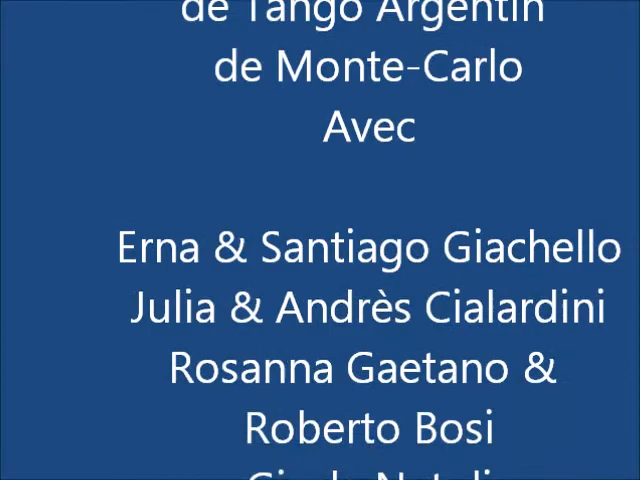 de Tango Argentin
de Monte-Carlo
Avec
Erna & Santiago Giachello
Julia & Andrès Cialardini
Rosanna Gaetano &
Roberto Bosi